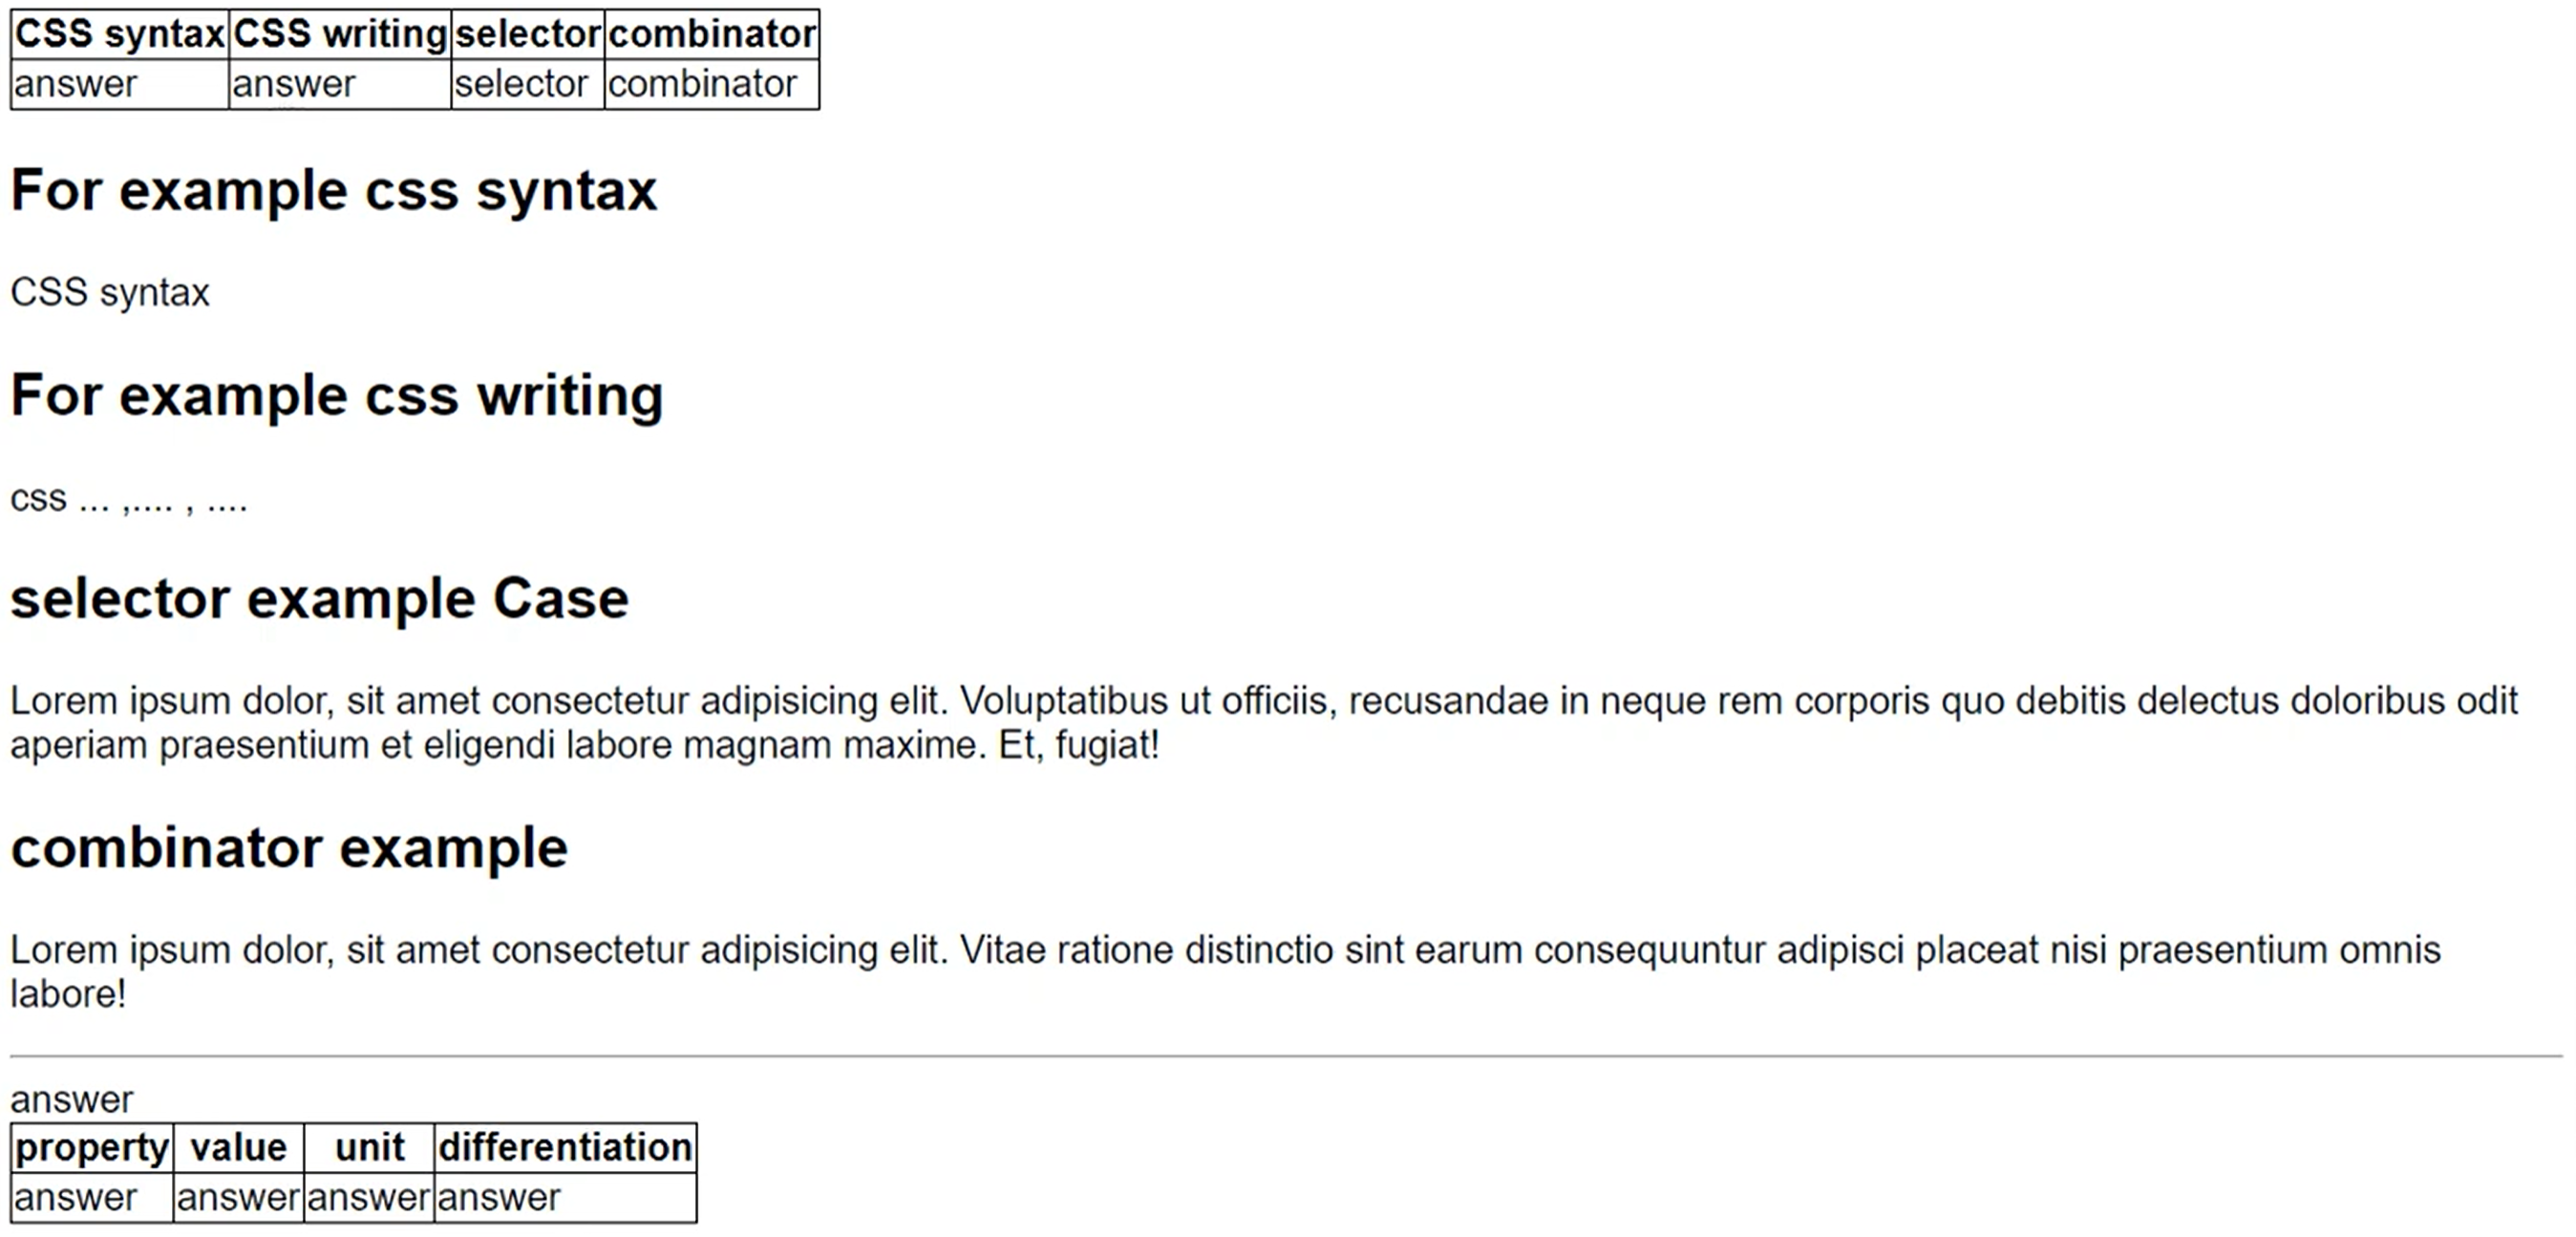 CSS syntax CSS writing selector combinator
answer answer selector combinator
For example css syntax
CSS syntax
For example css writing
css ... ,.... , ....
selector example Case
Lorem ipsum dolor, sit amet consectetur adipisicing elit. Voluptatibus ut officiis, recusandae in neque rem corporis quo debitis delectus doloribus odit
aperiam praesentium et eligendi labore magnam maxime. Et, fugiat!
combinator example
Lorem ipsum dolor, sit amet consectetur adipisicing elit. Vitae ratione distinctio sint earum consequuntur adipisci placeat nisi praesentium omnis
labore!
answer
property value unit differentiation
answer answer answer answer